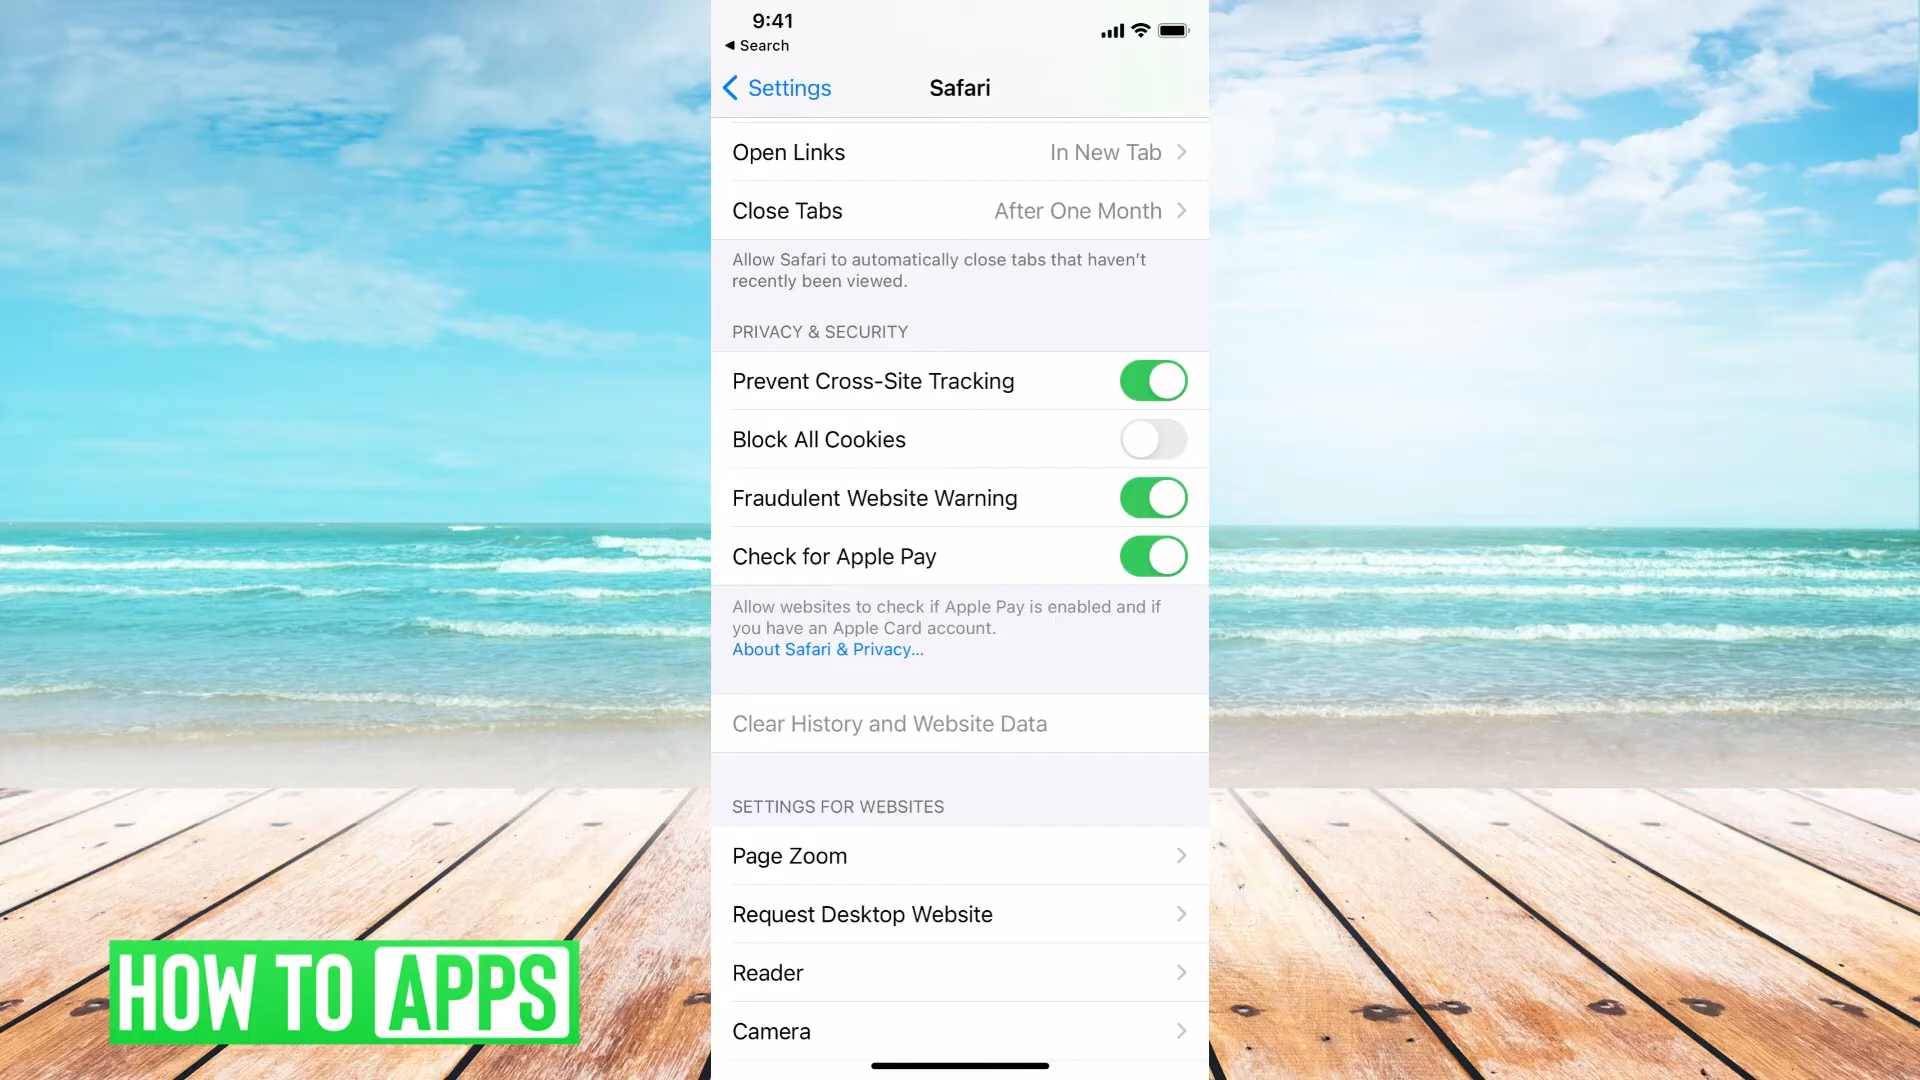 9:41
◀ Search
Settings
Safari
Open Links
In New Tab
Close Tabs
After One Month
Allow Safari to automatically close tabs that haven't
recently been viewed.
PRIVACY & SECURITY
Prevent Cross-Site Tracking
Block All Cookies
Fraudulent Website Warning
Check for Apple Pay
Allow websites to check if Apple Pay is enabled and if
you have an Apple Card account.
About Safari & Privacy...
Clear History and Website Data
SETTINGS FOR WEBSITES
Page Zoom
Request Desktop Website
Reader
Camera
HOW TO APPS